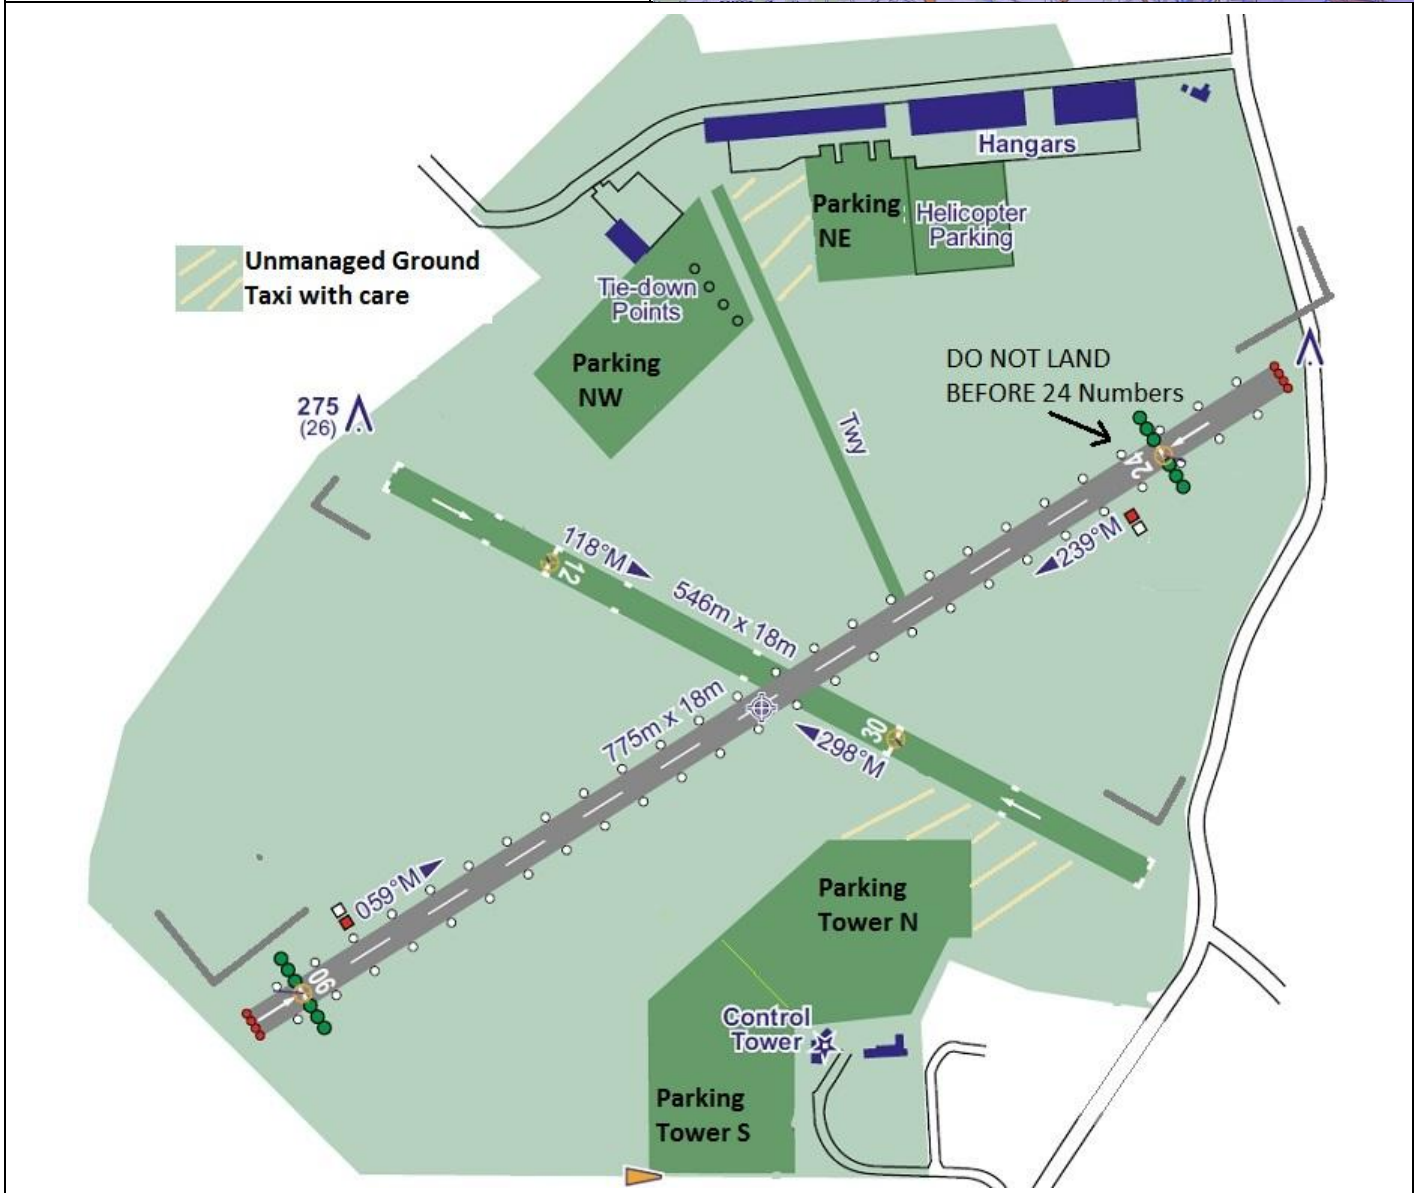 Hangars
Parking
NE
Helicopter
Parking
Unmanaged Ground
Taxi with care
Tie-down
Points
Parking
NW
DO NOT LAND
BEFORE 24 Numbers
275
(26)
Twy
24
118°M
12
239°M
546m x 18m
775m x 18m
30
298°M
059°M
06
Parking
Tower N
Control
Tower
Parking
Tower S